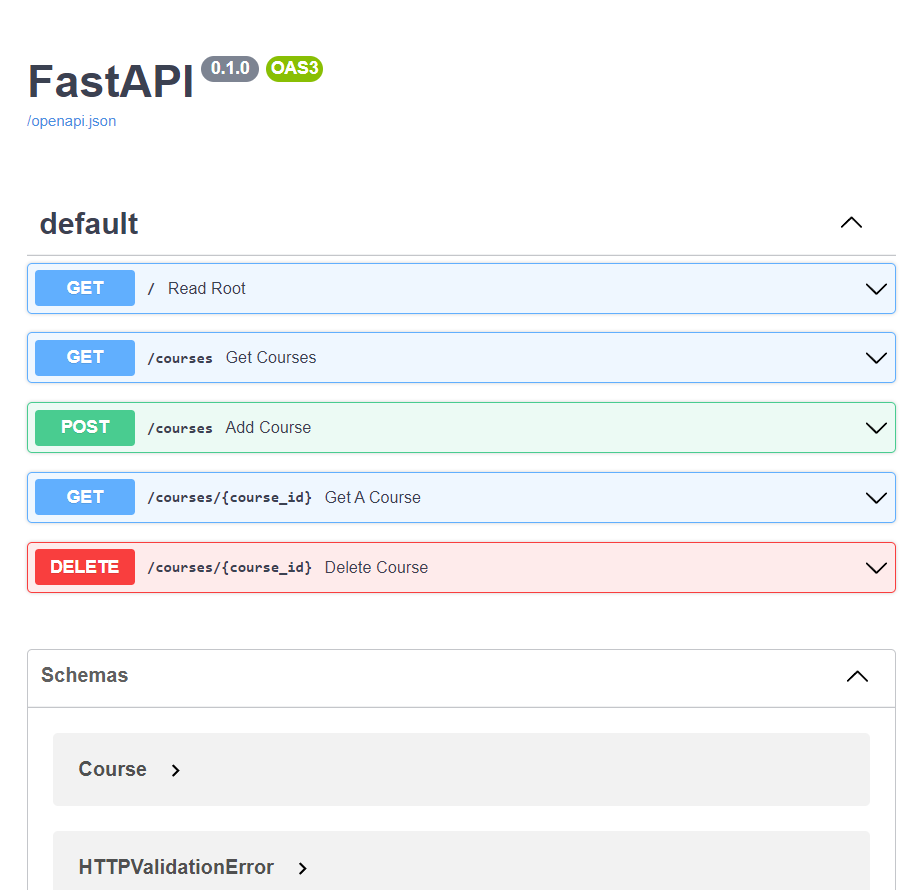 FastAPI 0.1.0 OAS3
/openapi.json
default
GET / Read Root
GET /courses Get Courses
POST /courses Add Course
GET /courses/{course_id} Get A Course
DELETE /courses/{course_id} Delete Course
Schemas
Course
HTTPValidationError